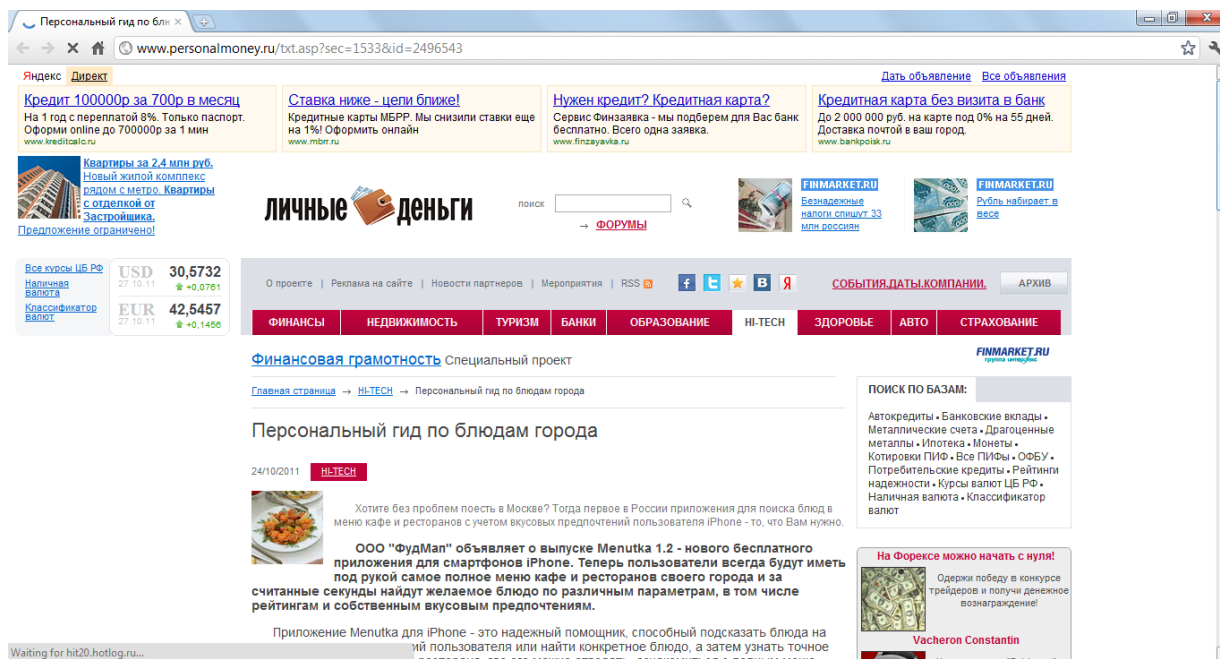 Персональный гид по блю
www.personalmoney.ru/txt.asp?sec=1533&id=2496543
Яндекс Директ
Дать объявление Все объявления
Кредит 100000р за 700р в месяц
На 1 год с переплатой 8%. Только паспорт.
Оформи online до 700000р за 1 мин
www.kreditcalc.ru
Ставка ниже - цели ближе!
Кредитные карты МБРР. Мы снизили ставки еще
на 1%! Оформить онлайн
www.mbrr.ru
Нужен кредит? Кредитная карта?
Сервис Финзаявка - мы подберем для Вас банк
бесплатно. Всего одна заявка.
www.finzayavka.ru
Кредитная карта без визита в банк
До 2 000 000 руб. на карте под 0% на 55 дней.
Доставка почтой в ваш город.
www.bankpoisk.ru
Квартиры за 2,4 млн руб.
Новый жилой комплекс
рядом с метро. Квартиры
с отделкой от
Застройщика.
Предложение ограничено!
личные деньги
поиск
→ ФОРУМЫ
FINMARKET.RU
Безнадежные
налоги спишут 33
млн россиян
FINMARKET.RU
Рубль набирает в
весе
Все курсы ЦБ РФ
Наличная
валюта
Классификатор
валют
USD 30,5732
27.10.11 +0,0761
EUR 42,5457
27.10.11 +0,1456
О проекте | Реклама на сайте | Новости партнеров | Мероприятия | RSS
СОБЫТИЯ.ДАТЫ.КОМПАНИИ.
АРХИВ
ФИНАНСЫ НЕДВИЖИМОСТЬ ТУРИЗМ БАНКИ ОБРАЗОВАНИЕ HI-TECH ЗДОРОВЬЕ АВТО СТРАХОВАНИЕ
Финансовая грамотность Специальный проект
FINMARKET.RU
группа интерфакс
Главная страница → HI-TECH → Персональный гид по блюдам города
Персональный гид по блюдам города
24/10/2011 HI-TECH
Хотите без проблем поесть в Москве? Тогда первое в России приложения для поиска блюд в
меню кафе и ресторанов с учетом вкусовых предпочтений пользователя iPhone - то, что Вам нужно.
ООО "ФудМап" объявляет о выпуске Menutka 1.2 - нового бесплатного
приложения для смартфонов iPhone. Теперь пользователи всегда будут иметь
под рукой самое полное меню кафе и ресторанов своего города и за
считанные секунды найдут желаемое блюдо по различным параметрам, в том числе
рейтингам и собственным вкусовым предпочтениям.
Приложение Menutka для iPhone - это надежный помощник, способный подсказать блюда на
ий пользователя или найти конкретное блюдо, а затем узнать точное
ПОИСК ПО БАЗАМ:
Автокредиты • Банковские вклады •
Металлические счета • Драгоценные
металлы • Ипотека • Монеты •
Котировки ПИФ • Все ПИФы • ОФБУ •
Потребительские кредиты • Рейтинги
надежности • Курсы валют ЦБ РФ •
Наличная валюта • Классификатор
валют
На Форексе можно начать с нуля!
Одержи победу в конкурсе
трейдеров и получи денежное
вознаграждение!
Vacheron Constantin
Waiting for hit20.hotlog.ru...